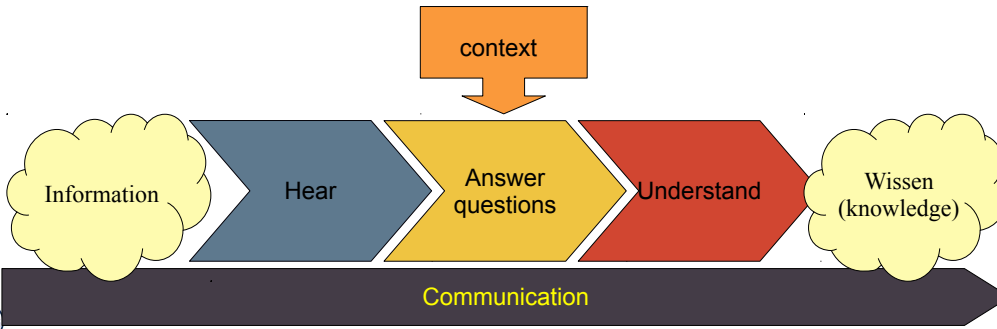 context
Information
Hear
Answer
questions
Understand
Wissen
(knowledge)
Communication